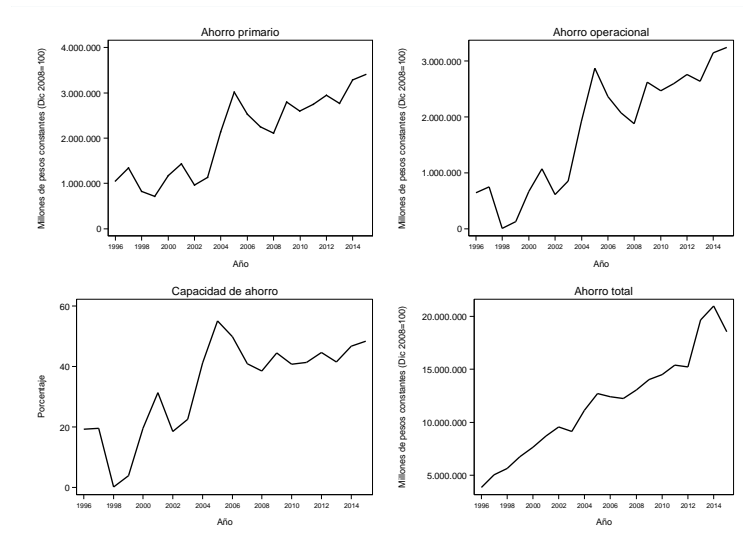 Ahorro primario
Millones de pesos constantes (Dic 2008=100)
4.000.000
3.000.000
2.000.000
1.000.000
0
1996 1998 2000 2002 2004 2006 2008 2010 2012 2014
Año
Ahorro operacional
Millones de pesos constantes (Dic 2008=100)
3.000.000
2.000.000
1.000.000
0
1996 1998 2000 2002 2004 2006 2008 2010 2012 2014
Año
Capacidad de ahorro
Porcentaje
60
40
20
0
1996 1998 2000 2002 2004 2006 2008 2010 2012 2014
Año
Ahorro total
Millones de pesos constantes (Dic 2008=100)
20.000.000
15.000.000
10.000.000
5.000.000
1996 1998 2000 2002 2004 2006 2008 2010 2012 2014
Año